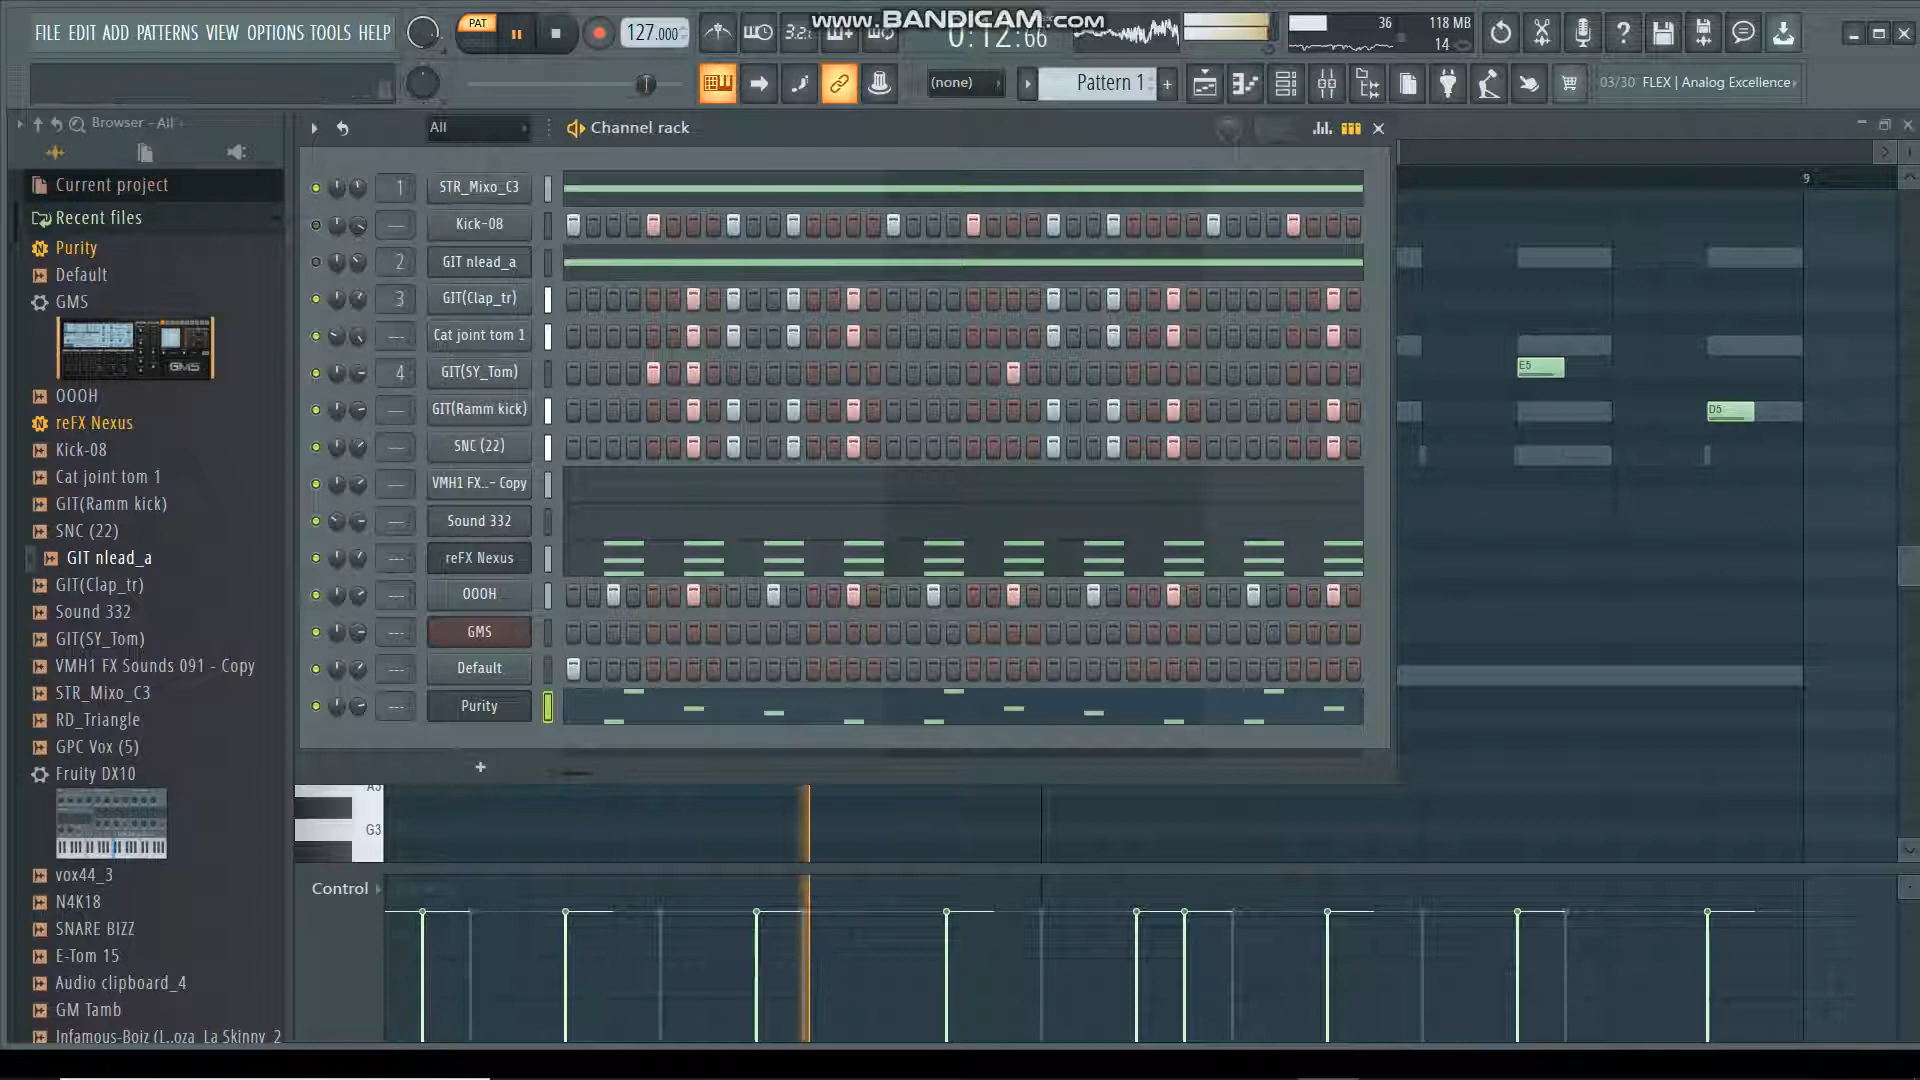 www.BANDICAM.com
FILE EDIT ADD PATTERNS VIEW OPTIONS TOOLS HELP
PAT
127.000
3.2.
0:12:66
36
118 MB
14
(none)
Pattern 1
+
03/30 FLEX | Analog Excellence
Browser - All
Current project
Recent files
Purity
Default
GMS
GMS
OOOH
reFX Nexus
Kick-08
Cat joint tom 1
GIT(Ramm kick)
SNC (22)
GIT nlead_a
GIT(Clap_tr)
Sound 332
GIT(SY_Tom)
VMH1 FX Sounds 091 - Copy
STR_Mixo_C3
RD_Triangle
GPC Vox (5)
Fruity DX10
vox44_3
N4K18
SNARE BIZZ
E-Tom 15
Audio clipboard_4
GM Tamb
Infamous-Boiz (L..oza_La Skinny_2
All
Channel rack
1 STR_Mixo_C3
--- Kick-08
2 GIT nlead_a
3 GIT(Clap_tr)
--- Cat joint tom 1
4 GIT(SY_Tom)
--- GIT(Ramm kick)
--- SNC (22)
--- VMH1 FX..- Copy
--- Sound 332
--- reFX Nexus
--- OOOH
--- GMS
--- Default
--- Purity
+
9
E5
D5
A3
G3
Control